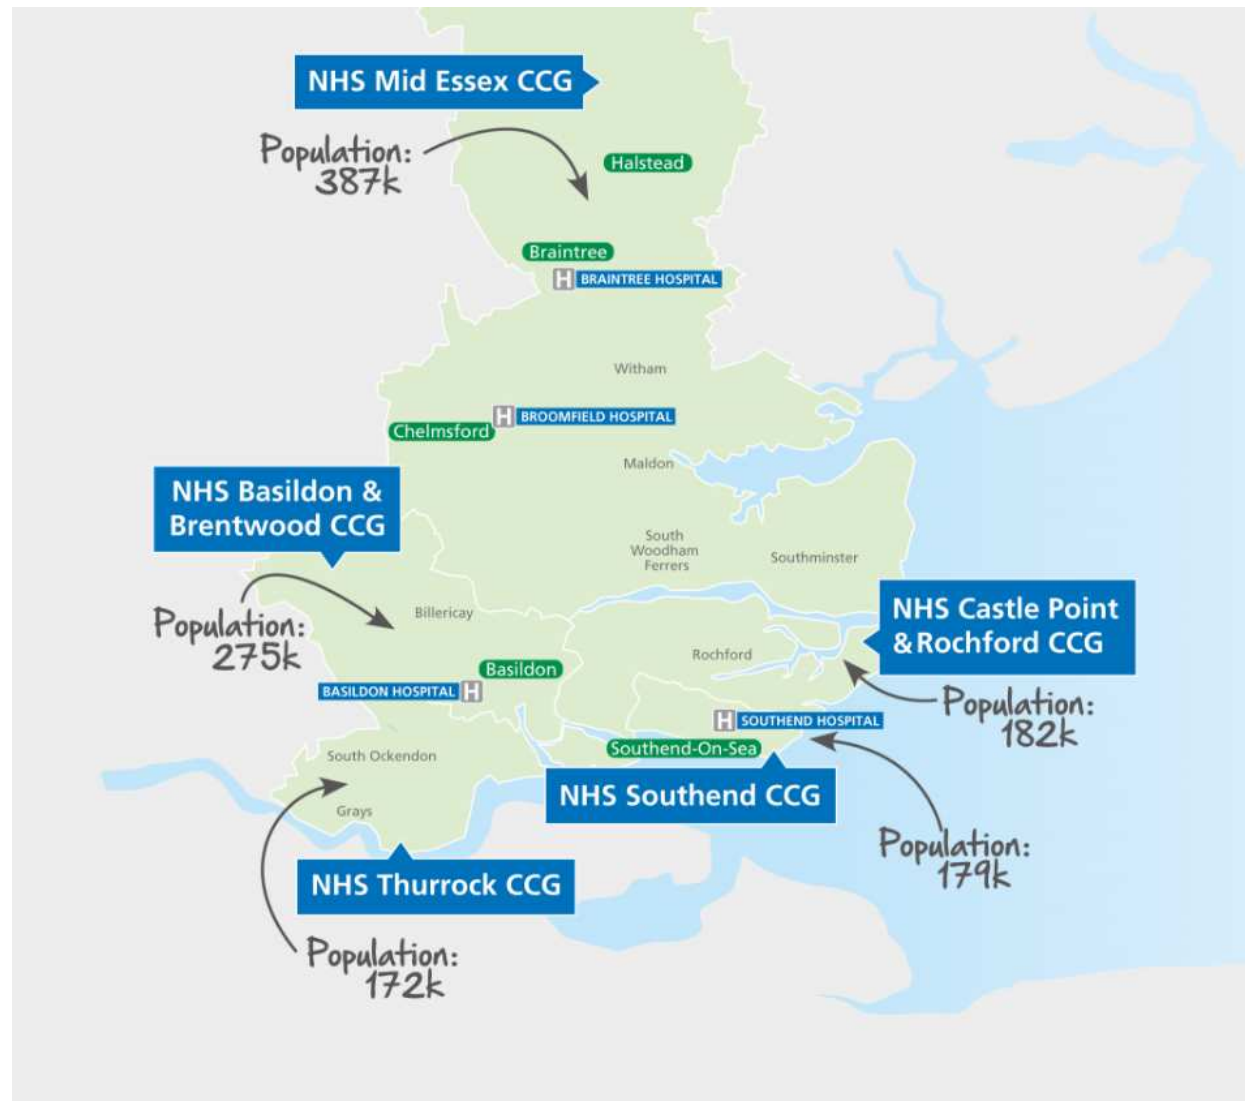 NHS Mid Essex CCG
Population:
387k
Halstead
Braintree
H BRAINTREE HOSPITAL
Witham
H BROOMFIELD HOSPITAL
Chelmsford
Maldon
NHS Basildon &
Brentwood CCG
South
Woodham
Ferrers
Southminster
Population:
275k
Billericay
NHS Castle Point
& Rochford CCG
Rochford
Basildon
BASILDON HOSPITAL H
Population:
182k
H SOUTHEND HOSPITAL
Southend-On-Sea
South Ockendon
NHS Southend CCG
Grays
Population:
179k
NHS Thurrock CCG
Population:
172k